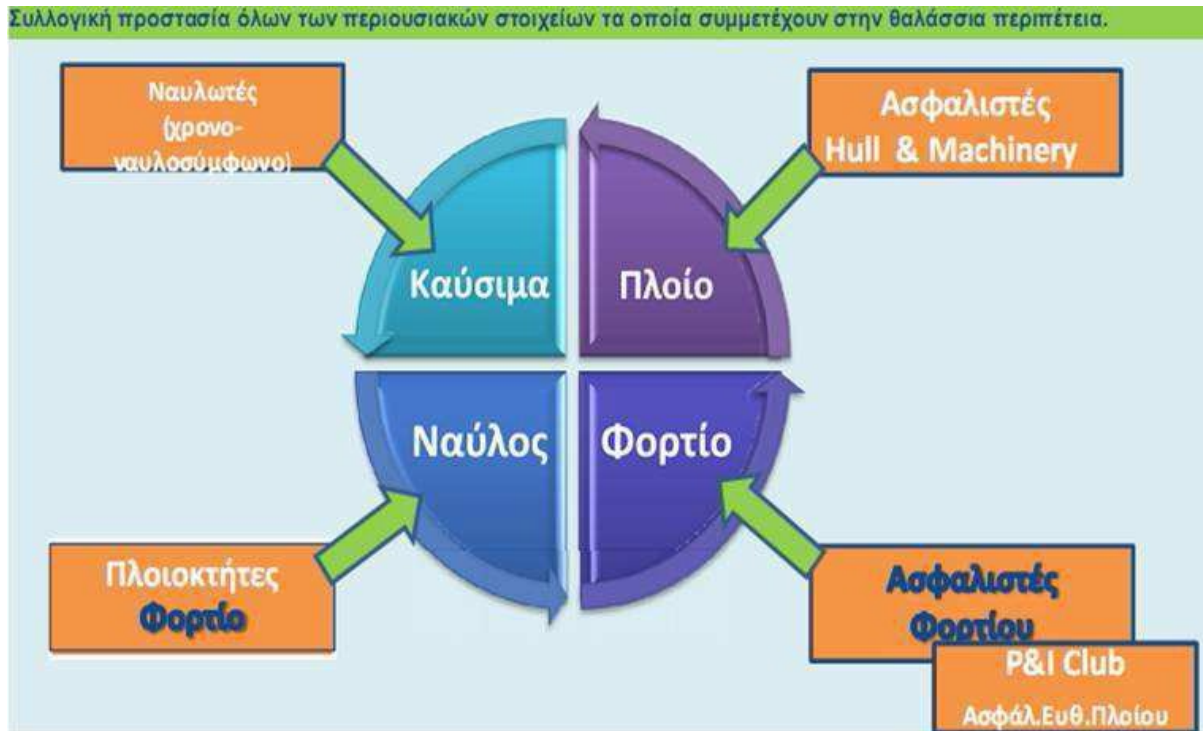 Συλλογική προστασία όλων των περιουσιακών στοιχείων τα οποία συμμετέχουν στην θαλάσσια περιπέτεια.
Ναυλωτές
(χρονο-
ναυλοσύμφωνο)
Ασφαλιστές
Hull & Machinery
Καύσιμα
Πλοίο
Ναύλος
Φορτίο
Πλοιοκτήτες
Φορτίο
Ασφαλιστές
Φορτίου
P&I Club
Ασφάλ.Ευθ.Πλοίου